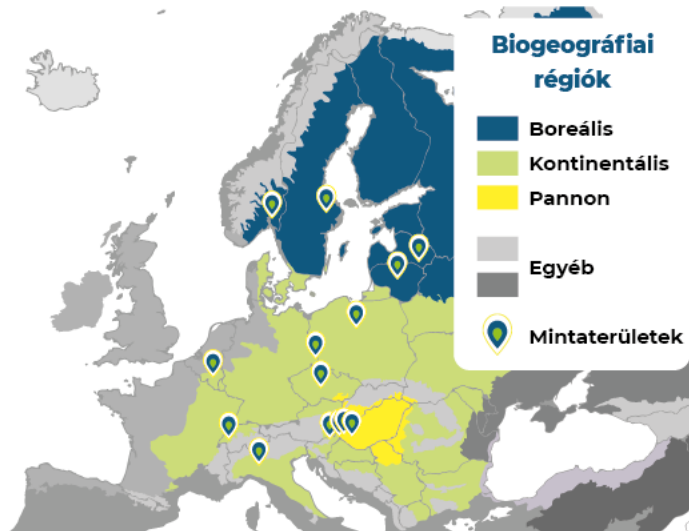 Biogeográfiai
régiók
Boreális
Kontinentális
Pannon
Egyéb
Mintaterületek